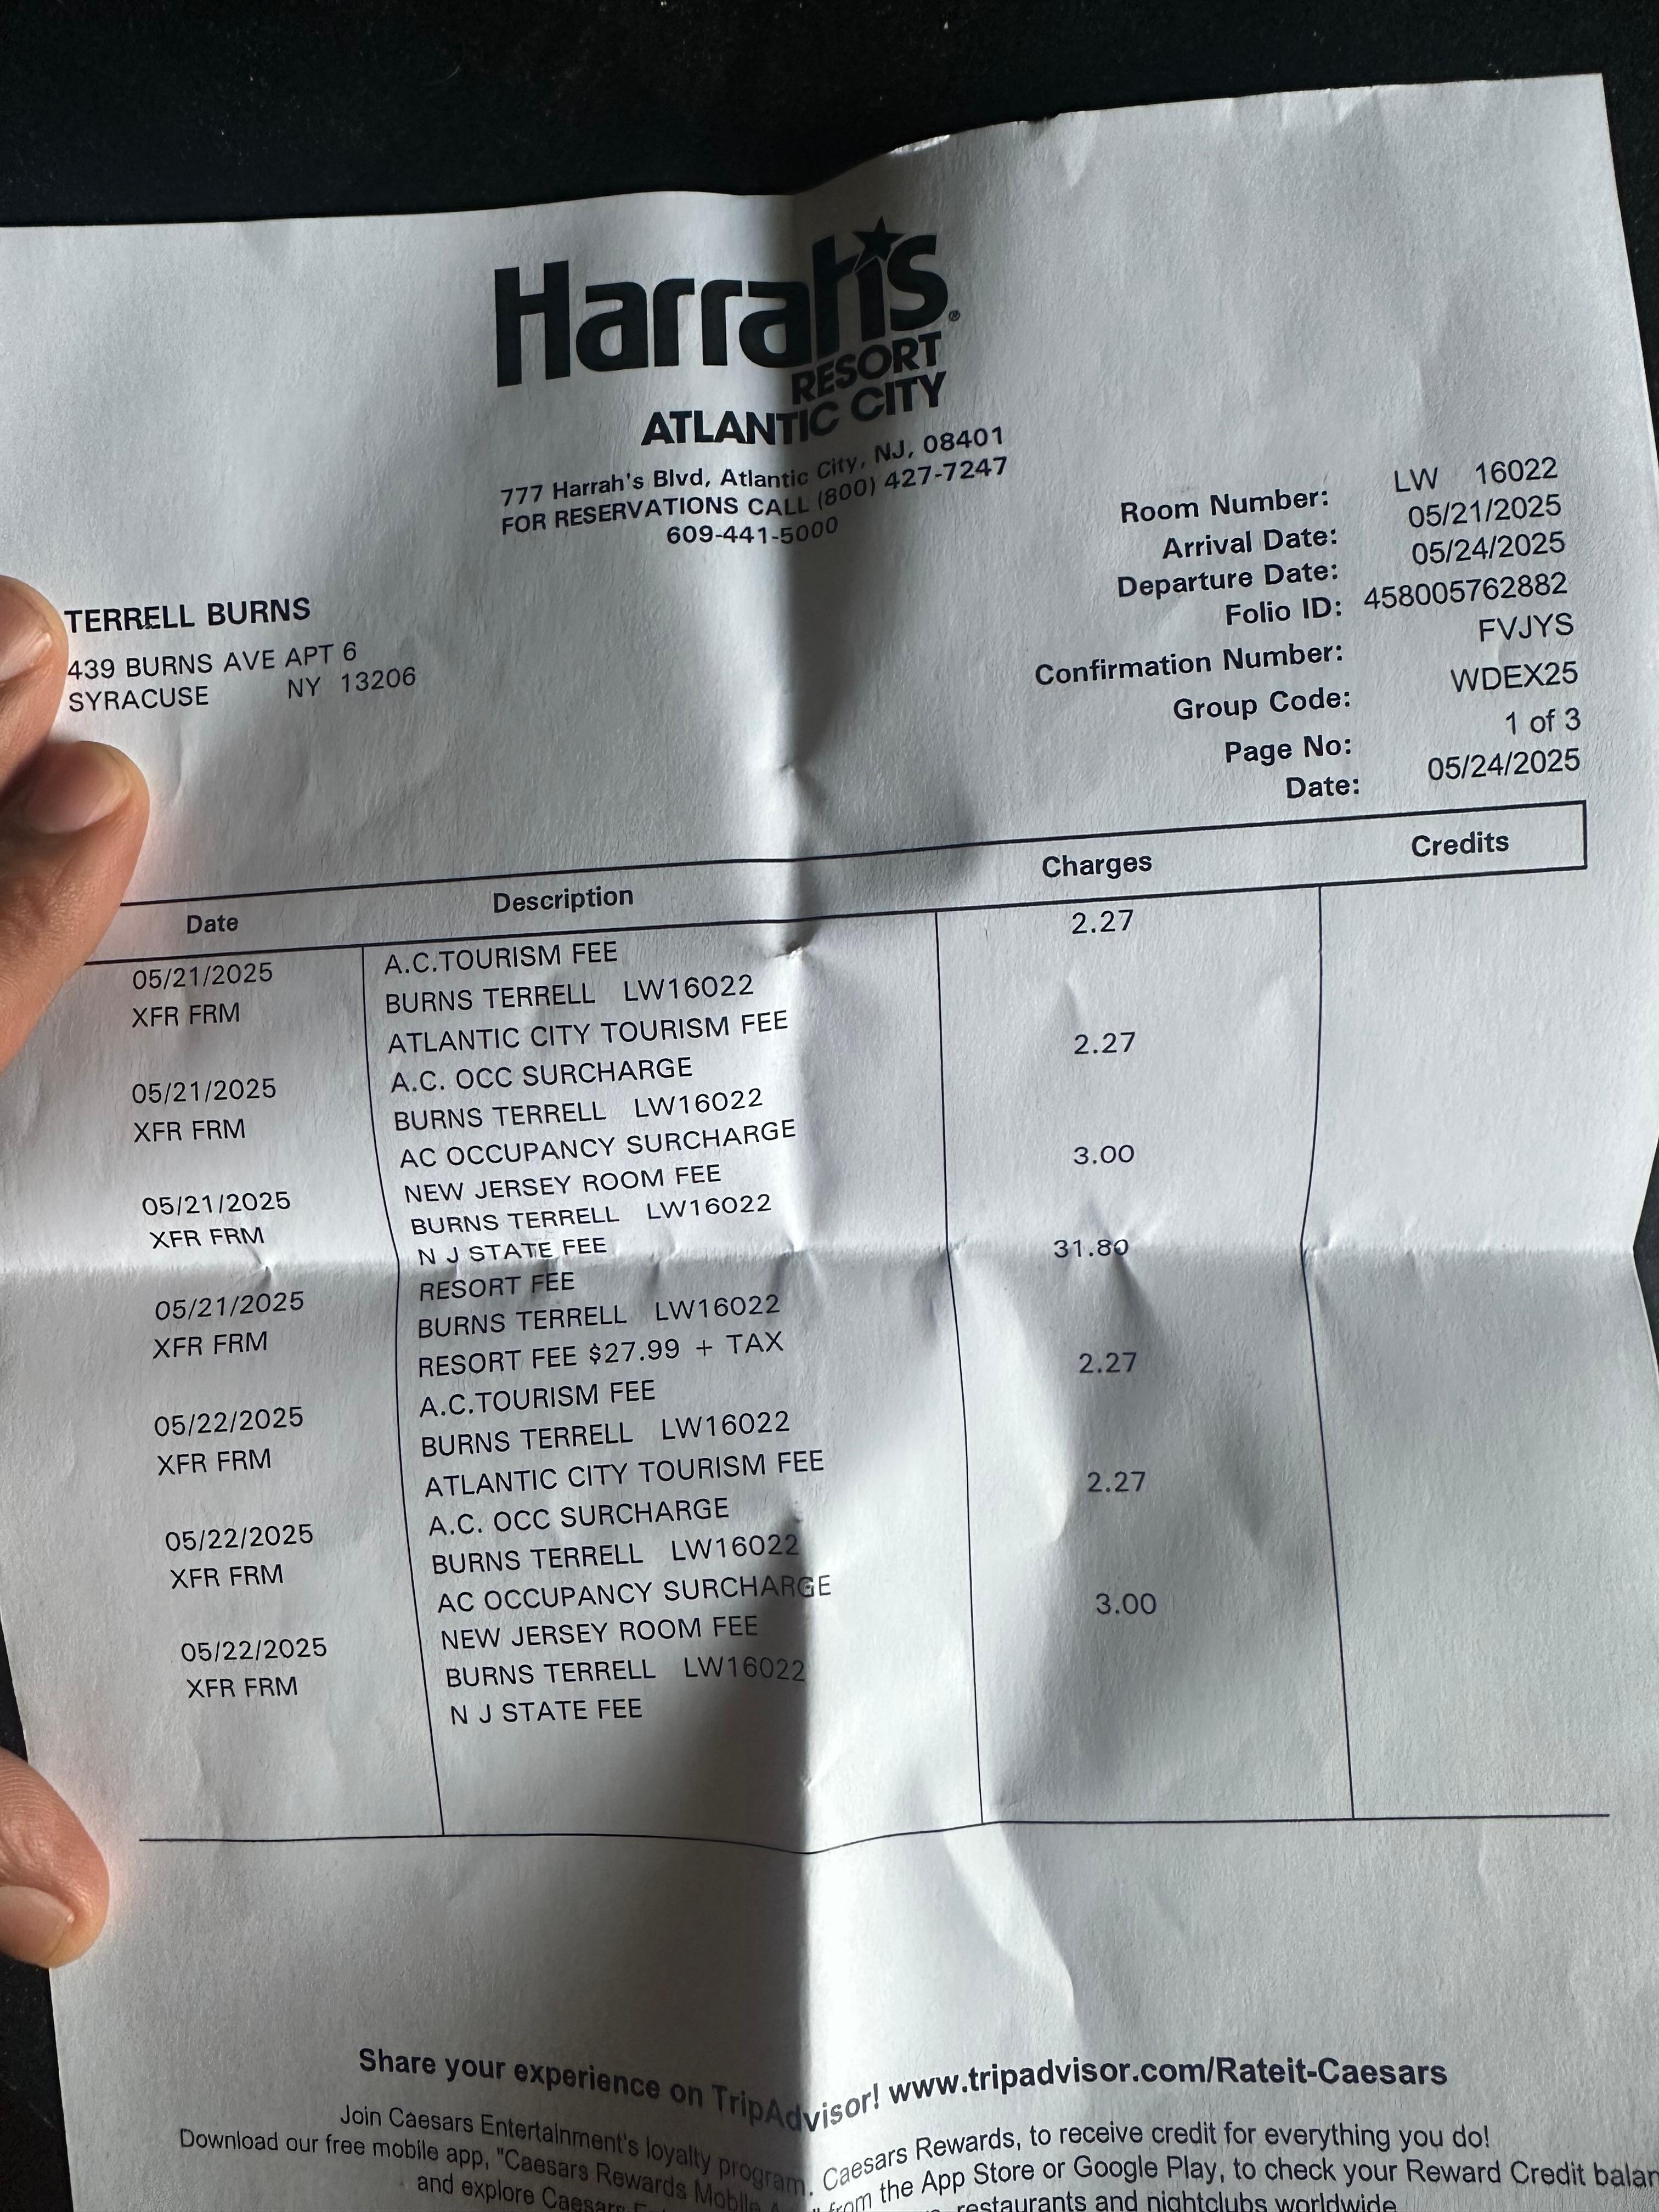 Harrah's®
RESORT
ATLANTIC CITY
777 Harrah's Blvd, Atlantic City, NJ, 08401
FOR RESERVATIONS CALL (800) 427-7247
609-441-5000
Room Number: LW 16022
Arrival Date: 05/21/2025
Departure Date: 05/24/2025
Folio ID: 458005762882
Confirmation Number: FVJYS
Group Code: WDEX25
Page No: 1 of 3
Date: 05/24/2025
TERRELL BURNS
439 BURNS AVE APT 6
SYRACUSE NY 13206
Date Description Charges Credits
05/21/2025 A.C.TOURISM FEE 2.27
XFR FRM BURNS TERRELL LW16022
ATLANTIC CITY TOURISM FEE
05/21/2025 A.C. OCC SURCHARGE 2.27
XFR FRM BURNS TERRELL LW16022
AC OCCUPANCY SURCHARGE
05/21/2025 NEW JERSEY ROOM FEE 3.00
XFR FRM BURNS TERRELL LW16022
N J STATE FEE
05/21/2025 RESORT FEE 31.80
XFR FRM BURNS TERRELL LW16022
RESORT FEE $27.99 + TAX
05/22/2025 A.C.TOURISM FEE 2.27
XFR FRM BURNS TERRELL LW16022
ATLANTIC CITY TOURISM FEE
05/22/2025 A.C. OCC SURCHARGE 2.27
XFR FRM BURNS TERRELL LW16022
AC OCCUPANCY SURCHARGE
05/22/2025 NEW JERSEY ROOM FEE 3.00
XFR FRM BURNS TERRELL LW16022
N J STATE FEE
Share your experience on TripAdvisor! www.tripadvisor.com/Rateit-Caesars
Join Caesars Entertainment's loyalty program, Caesars Rewards, to receive credit for everything you do!
Download our free mobile app, "Caesars Rewards Mobile from the App Store or Google Play, to check your Reward Credit
and explore Caesars restaurants and nightclubs worldwide